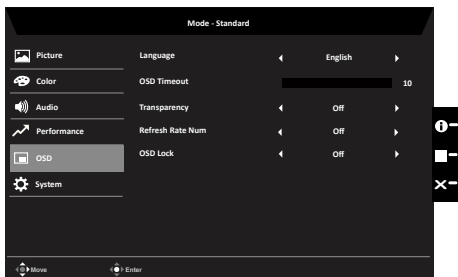 Mode - Standard
Picture
Language English
Color
OSD Timeout 10
Audio
Transparency Off
Performance
Refresh Rate Num Off
OSD
OSD Lock Off
System
Move Enter